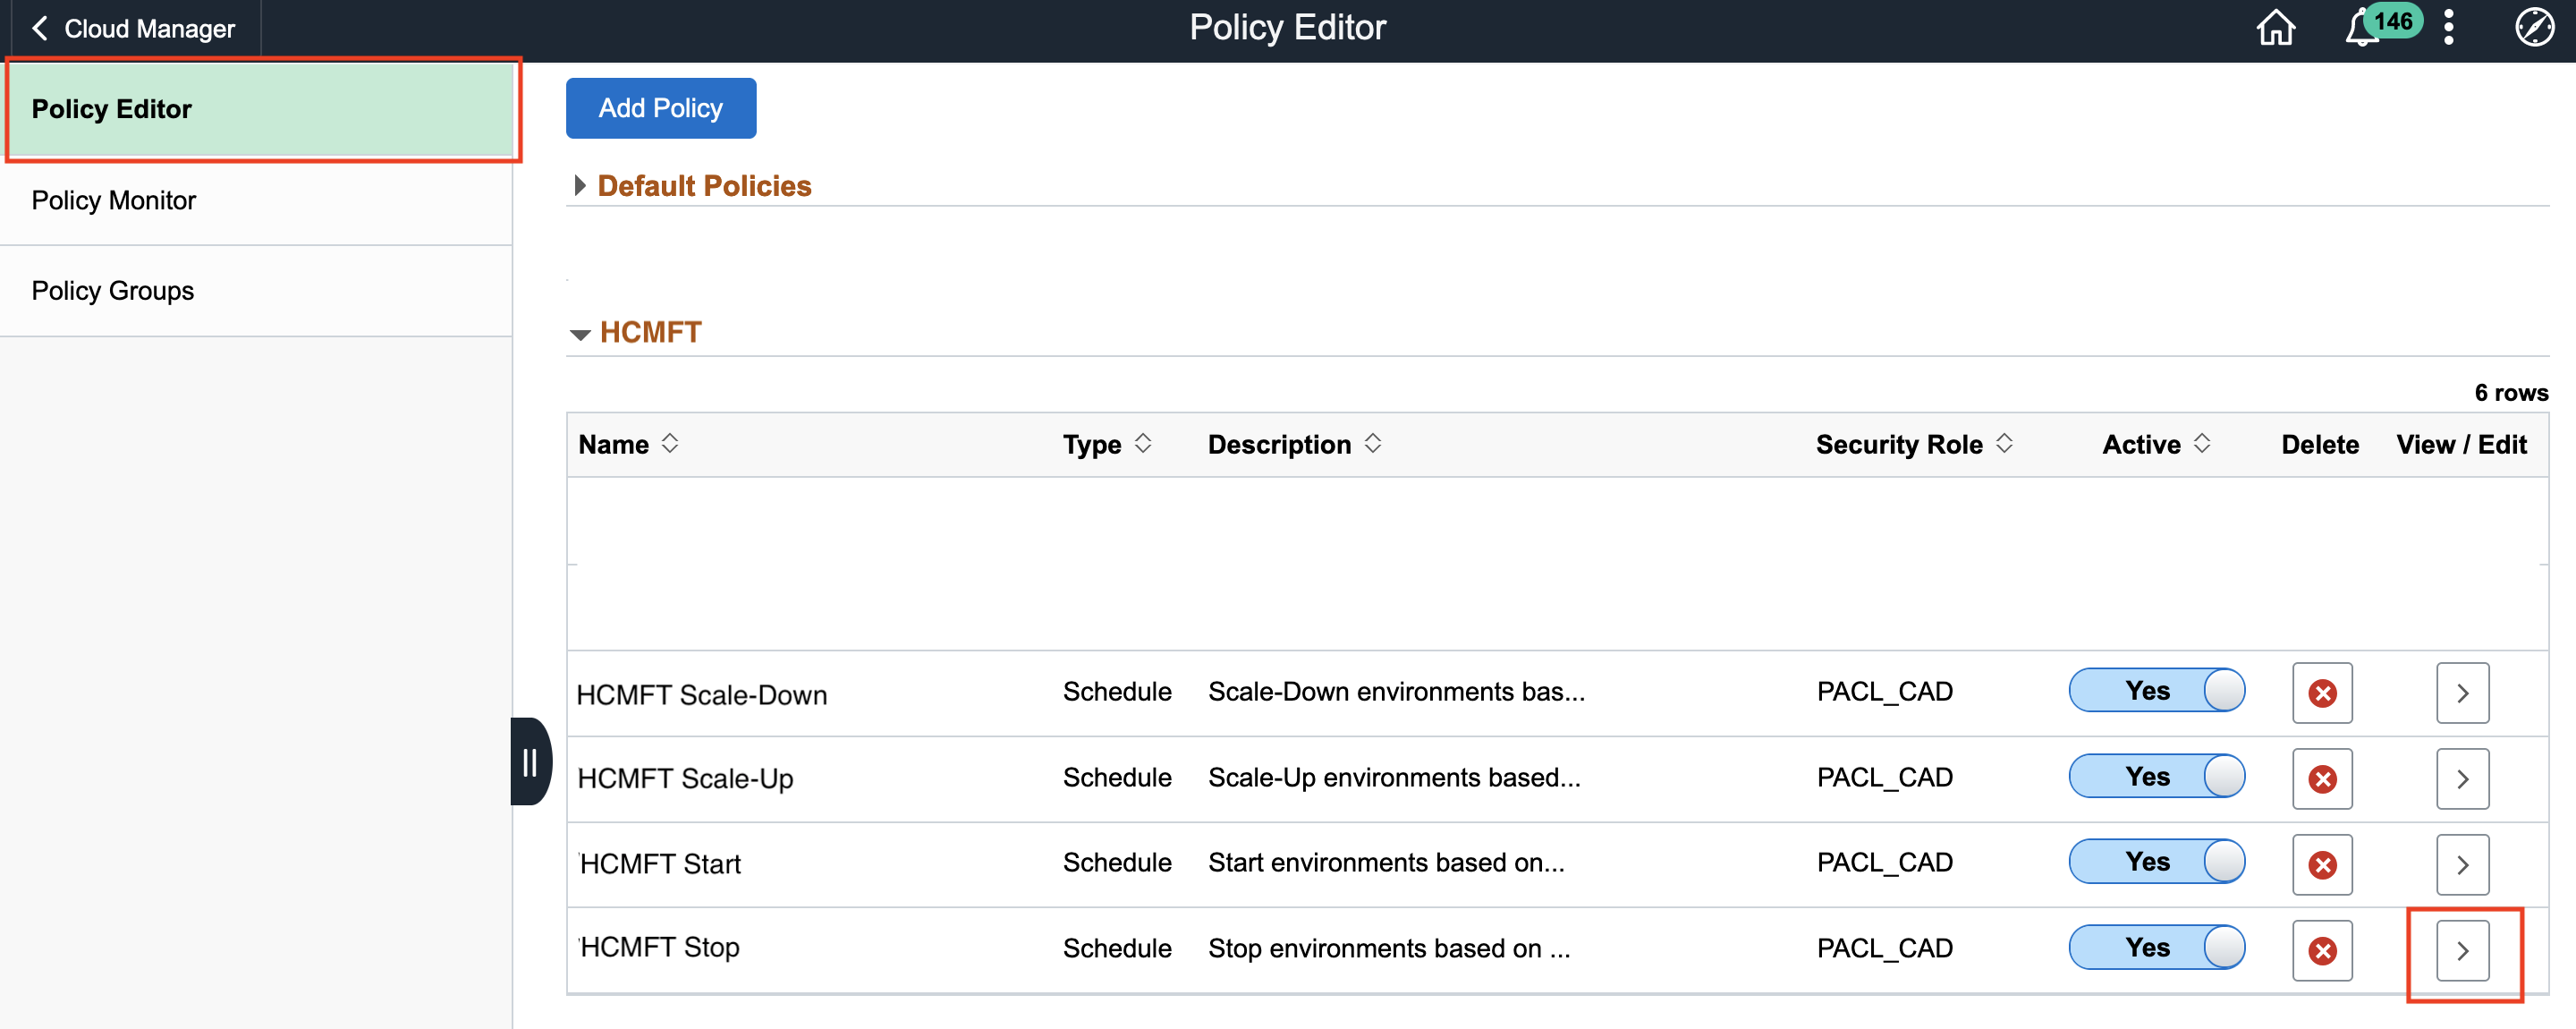 Cloud Manager
Policy Editor
146
Policy Editor
Policy Monitor
Policy Groups
Add Policy
Default Policies
HCMFT
6 rows
Name Type Description Security Role Active Delete View / Edit
HCMFT Scale-Down Schedule Scale-Down environments bas... PACL_CAD Yes
HCMFT Scale-Up Schedule Scale-Up environments based... PACL_CAD Yes
HCMFT Start Schedule Start environments based on... PACL_CAD Yes
HCMFT Stop Schedule Stop environments based on ... PACL_CAD Yes